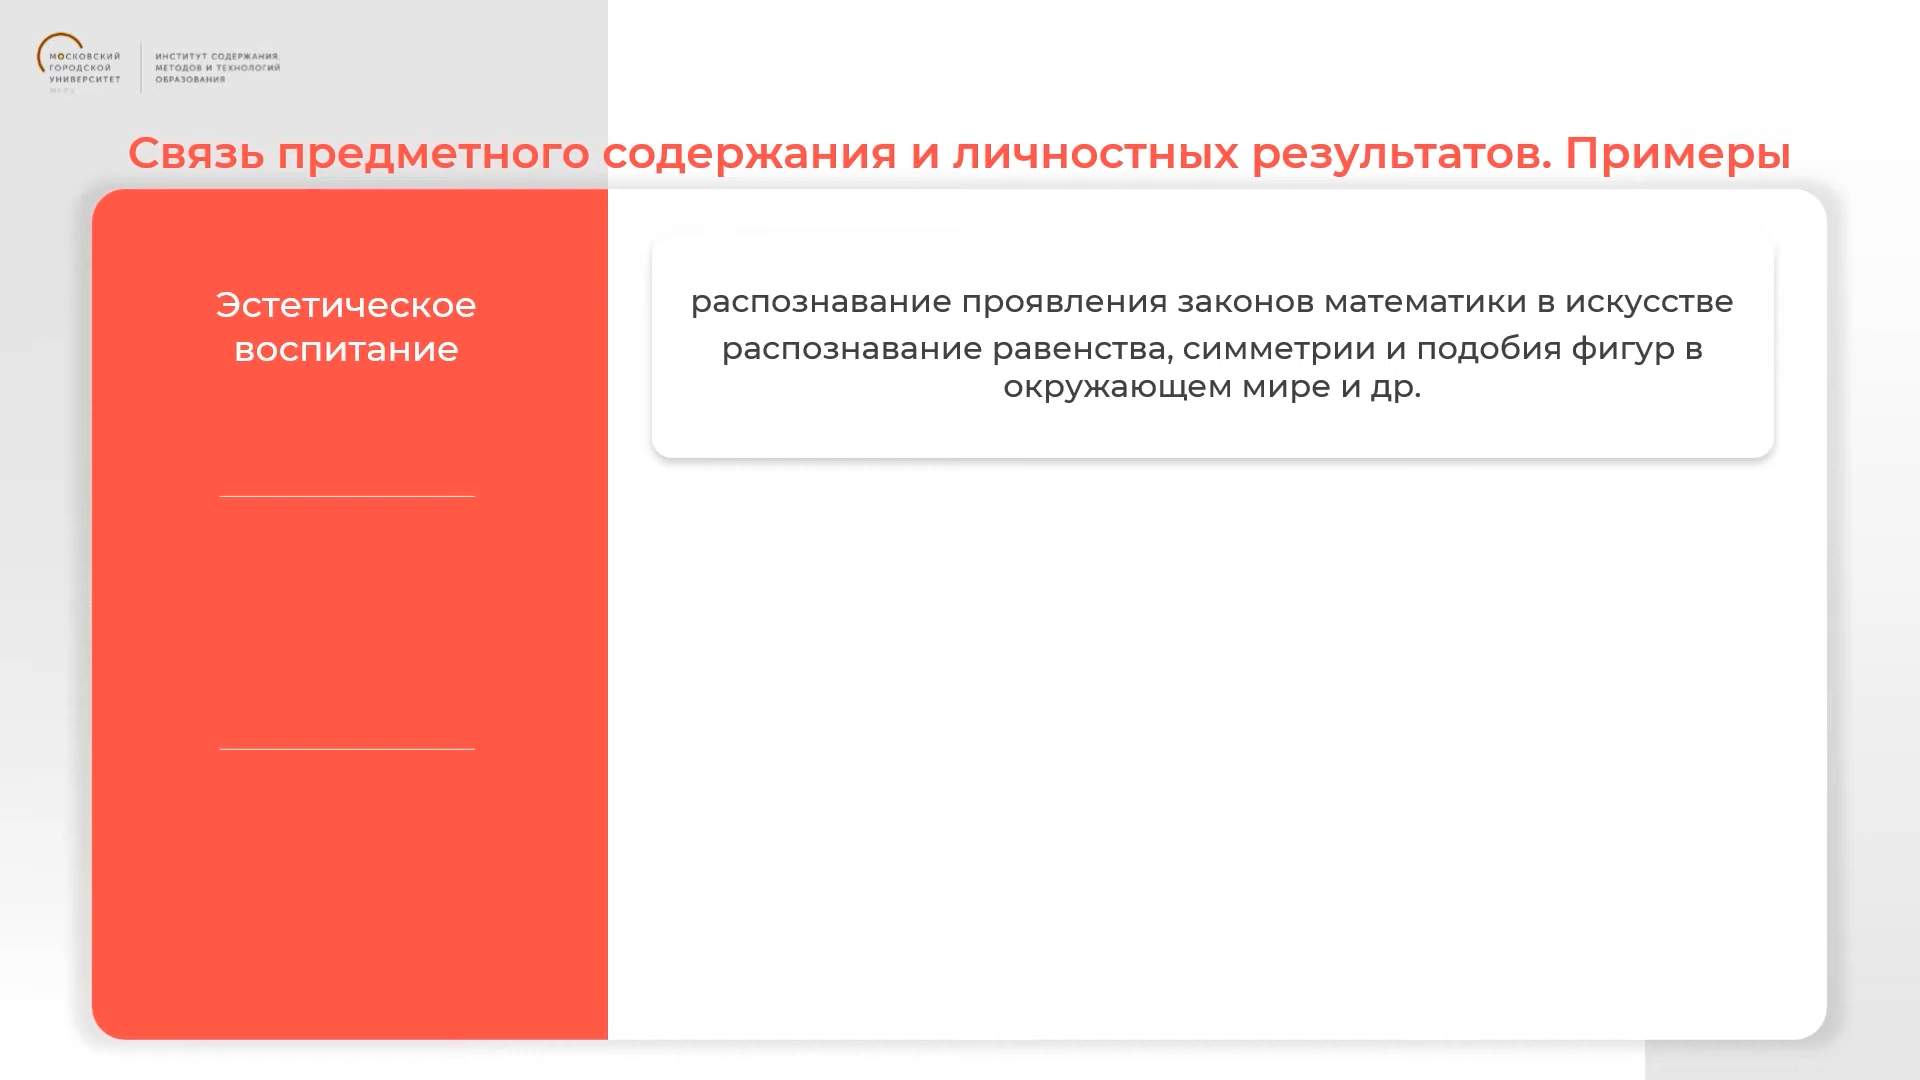 МОСКОВСКИЙ
ГОРОДСКОЙ
УНИВЕРСИТЕТ
ИНСТИТУТ СОДЕРЖАНИЯ,
МЕТОДОВ И ТЕХНОЛОГИЙ
ОБРАЗОВАНИЯ
Связь предметного содержания и личностных результатов. Примеры
Эстетическое
воспитание
распознавание проявления законов математики в искусстве
распознавание равенства, симметрии и подобия фигур в
окружающем мире и др.